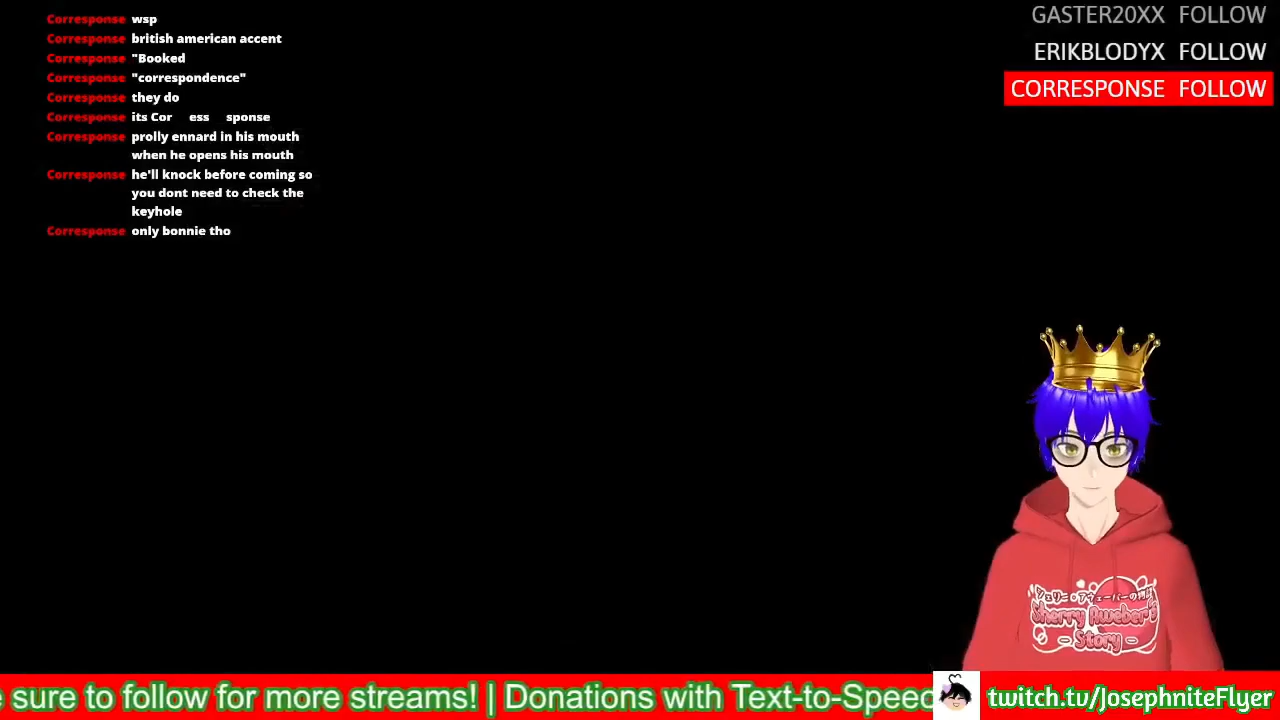 Corresponse wsp
Corresponse british american accent
Corresponse "Booked
Corresponse "correspondence"
Corresponse they do
Corresponse its Cor ess sponse
Corresponse prolly ennard in his mouth
when he opens his mouth
Corresponse he'll knock before coming so
you dont need to check the
keyhole
Corresponse only bonnie tho
GASTER20XX FOLLOW
ERIKBLODYX FOLLOW
CORRESPONSE FOLLOW
Sherry Aweber's
Story
sure to follow for more streams! | Donations with Text-to-Speec
twitch.tv/JosephniteFlyer